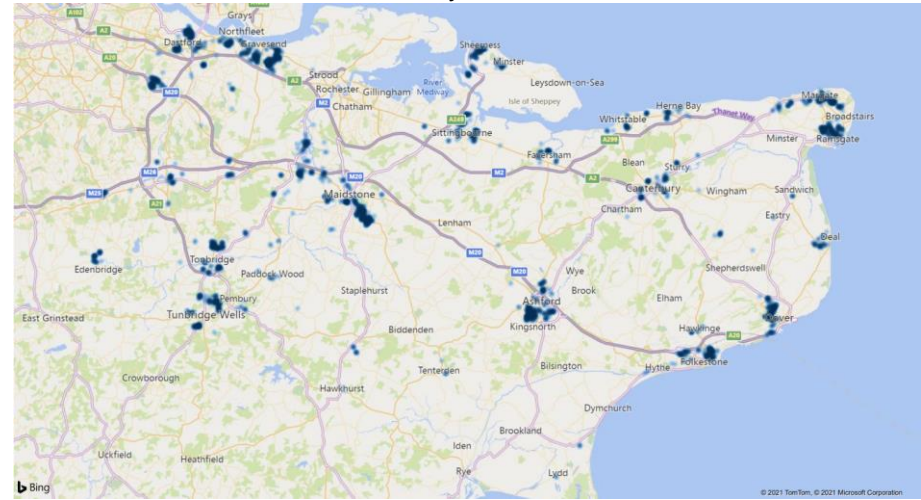 Grays
A102
A2
Northfleet
Dartford
Gravesend
A20
A2
Sheerness
Minster
Strood
Rochester
Gillingham
River
Medway
Leysdown-on-Sea
M20
Chatham
M2
Isle of Sheppey
Margate
Herne Bay
Thanet Way
Whitstable
Broadstairs
A249
Sittingbourne
A299
Minster
Ramsgate
Faversham
Blean
Sturry
M26
M20
M2
A2
Canterbury
Wingham
Sandwich
M25
Maidstone
A21
Chartham
Eastry
Lenham
Deal
Tonbridge
M20
Wye
Shepherdswell
Edenbridge
Paddock Wood
Staplehurst
Brook
Pembury
Ashford
Elham
East Grinstead
Tunbridge Wells
Kingsnorth
Dover
Biddenden
Hawkinge
A20
Folkestone
Tenterden
Bilsington
Hythe
Crowborough
Hawkhurst
Dymchurch
Brookland
Uckfield
Heathfield
Iden
Rye
Lydd
Bing
© 2021 TomTom, © 2021 Microsoft Corporation